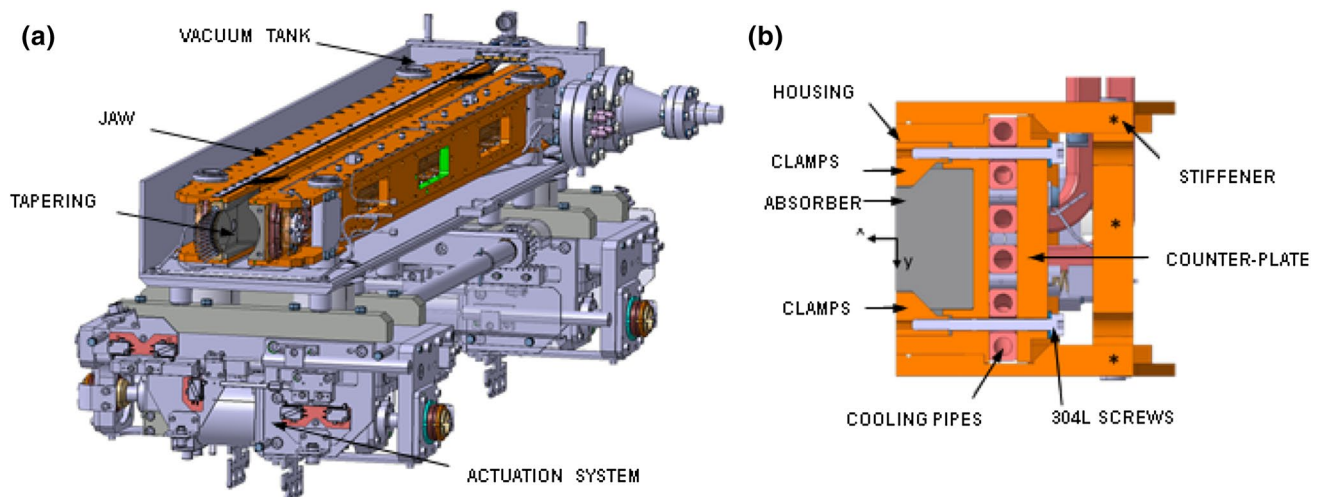 (a)
VACUUM TANK
JAW
TAPERING
ACTUATION SYSTEM
(b)
HOUSING
CLAMPS
ABSORBER
x
y
CLAMPS
COOLING PIPES
304L SCREWS
*
STIFFENER
*
COUNTER-PLATE
*